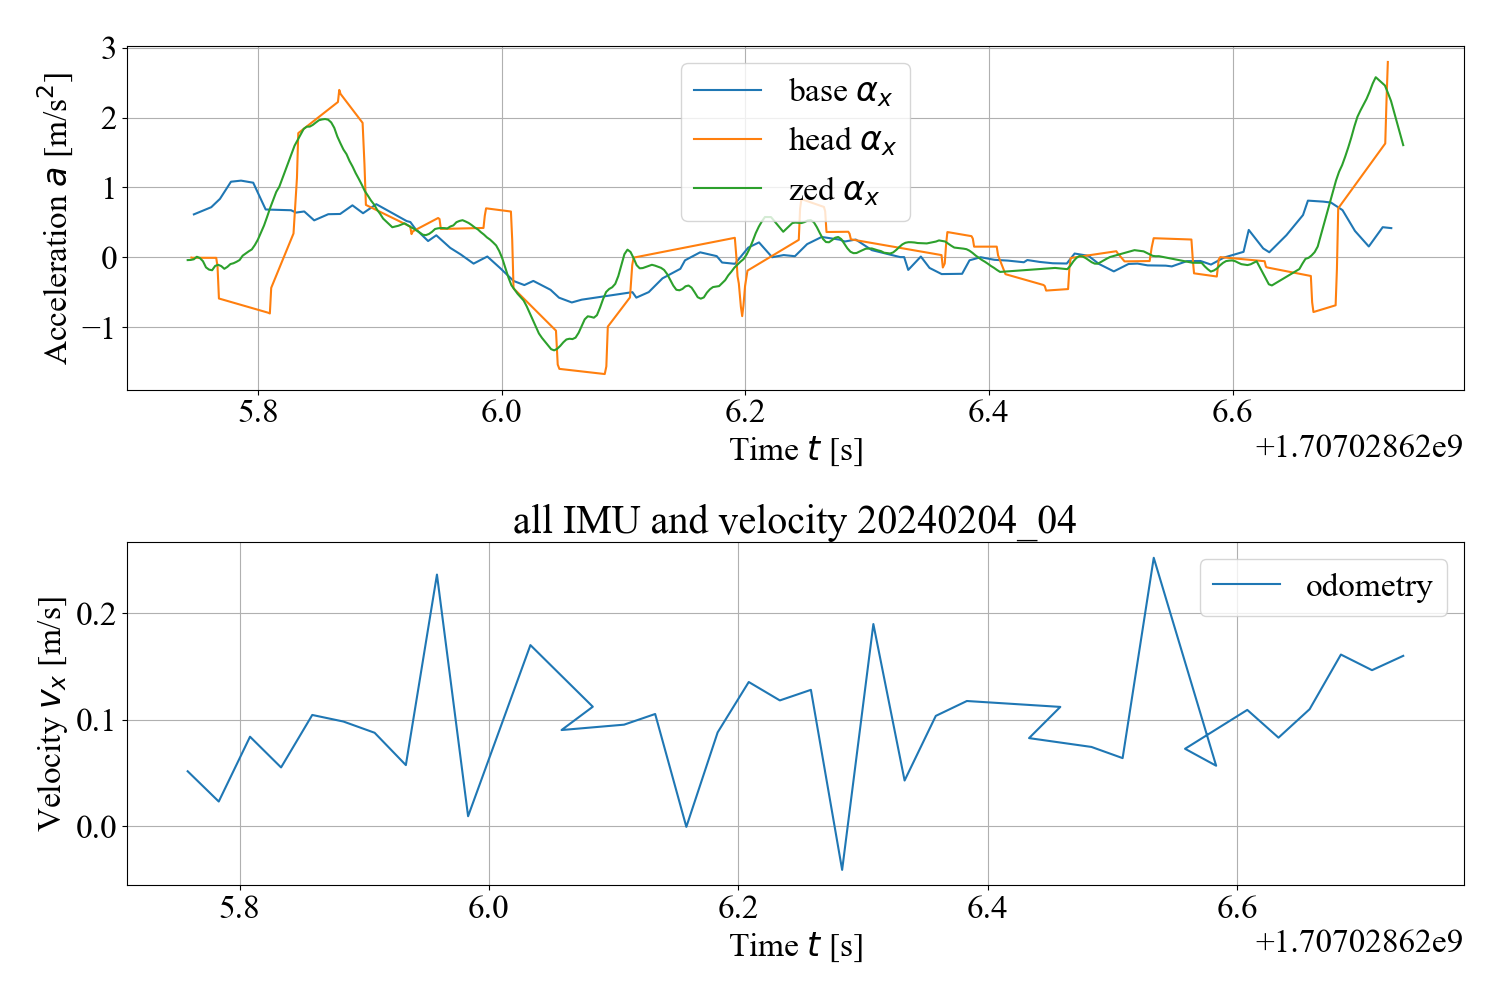 3
2
1
0
−1
Acceleration a [m/s²]
base αₓ
head αₓ
zed αₓ
5.8 6.0 6.2 6.4 6.6
Time t [s]
+1.70702862e9
all IMU and velocity 20240204_04
0.2
0.1
0.0
Velocity vₓ [m/s]
odometry
5.8 6.0 6.2 6.4 6.6
Time t [s]
+1.70702862e9